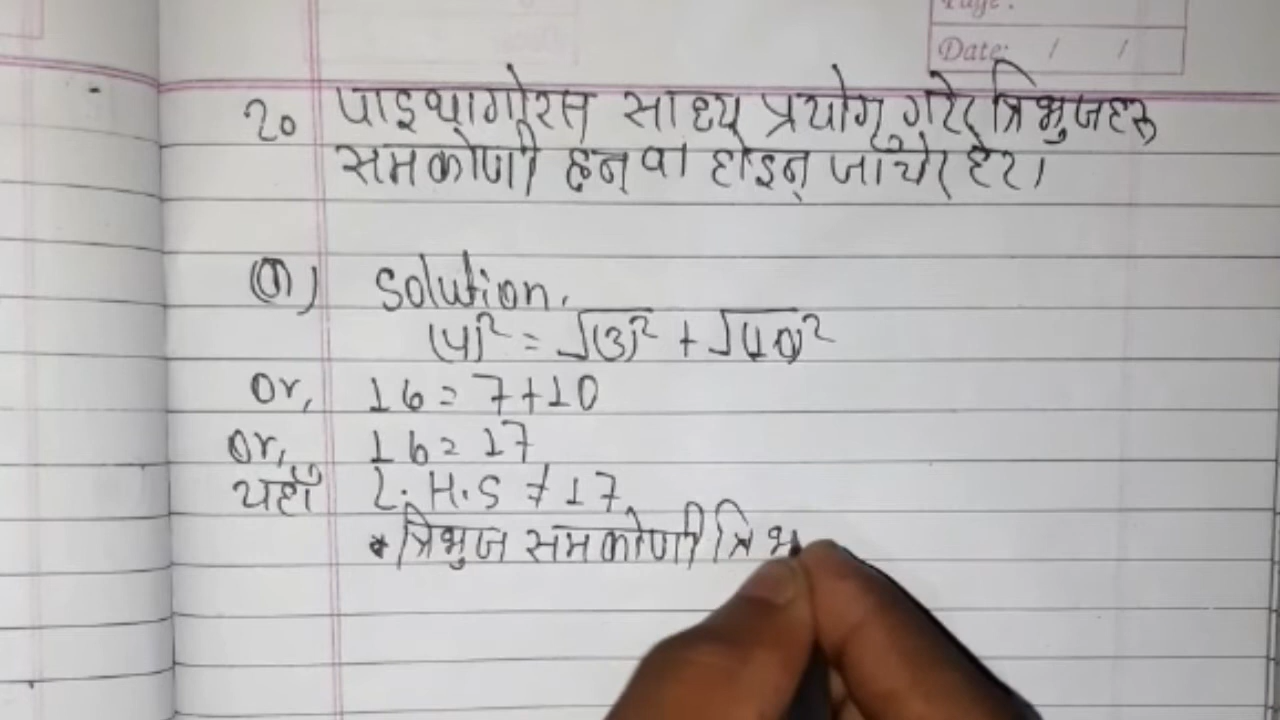 Page:
Date: / /
२० पाइथागोरस साध्य प्रयोग गरेर त्रिभुजहरू
समकोणी हुन् वा होइन् जाँचेर हेर।
(क) Solution.
(4)² = √(3)² + √(10)²
or, 16 = 7+10
or, 16 = 17
यहाँ L.H.S ≠ 17
* त्रिभुज समकोणी त्रिभ